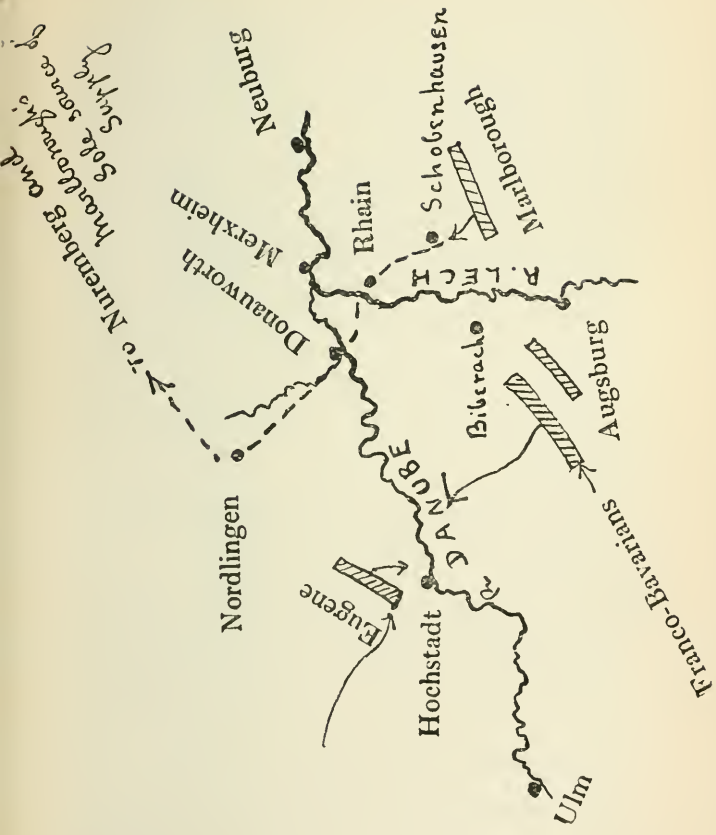 To Nuremberg and
Marlborough's
Sole source of
Supply
Neuburg
Merxheim
Donauworth
Rhain
Schobenhausen
Marlborough
R. LECH
Nordlingen
Biberach
Augsburg
DANUBE
R.
Eugene
Hochstadt
Franco-Bavarians
Ulm